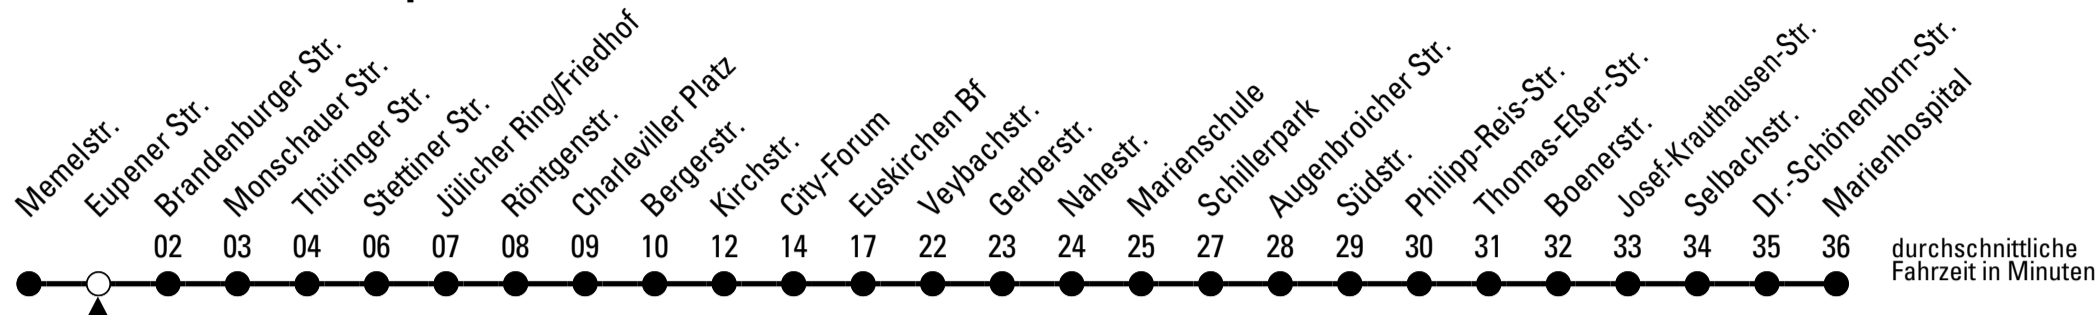 Memelstr.
Eupener Str.
Brandenburger Str.
Monschauer Str.
Thüringer Str.
Stettiner Str.
Jülicher Ring/Friedhof
Röntgenstr.
Charleviller Platz
Bergerstr.
Kirchstr.
City-Forum
Euskirchen Bf
Veybachstr.
Gerberstr.
Nahestr.
Marienschule
Schillerpark
Augenbroicher Str.
Südstr.
Philipp-Reis-Str.
Thomas-Eßer-Str.
Boenerstr.
Josef-Krauthausen-Str.
Selbachstr.
Dr.-Schönenborn-Str.
Marienhospital
02 03 04 06 07 08 09 10 12 14 17 22 23 24 25 27 28 29 30 31 32 33 34 35 36
durchschnittliche
Fahrzeit in Minuten